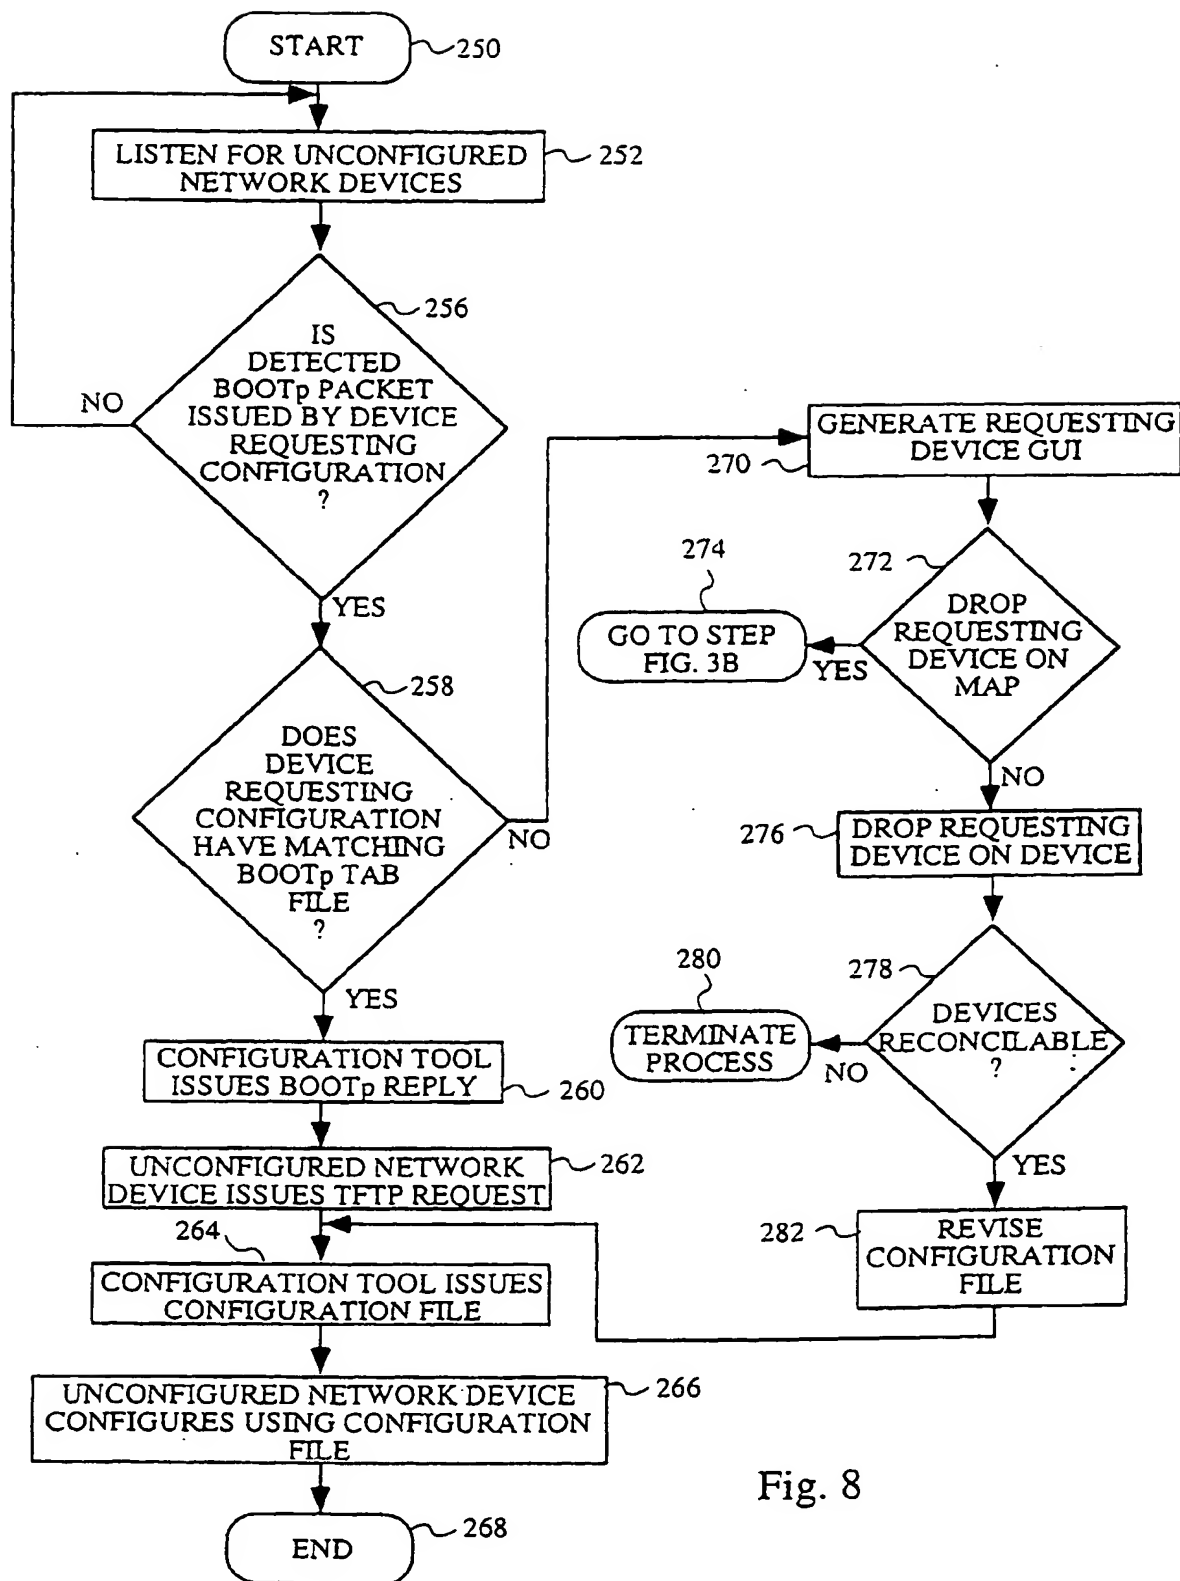 START
250
LISTEN FOR UNCONFIGURED
NETWORK DEVICES
252
256
IS
DETECTED
BOOTp PACKET
ISSUED BY DEVICE
REQUESTING
CONFIGURATION
?
NO
YES
258
DOES
DEVICE
REQUESTING
CONFIGURATION
HAVE MATCHING
BOOTp TAB
FILE
?
NO
YES
CONFIGURATION TOOL
ISSUES BOOTp REPLY
260
UNCONFIGURED NETWORK
DEVICE ISSUES TFTP REQUEST
262
264
CONFIGURATION TOOL ISSUES
CONFIGURATION FILE
UNCONFIGURED NETWORK DEVICE
CONFIGURES USING CONFIGURATION
FILE
266
END
268
GENERATE REQUESTING
DEVICE GUI
270
272
DROP
REQUESTING
DEVICE ON
MAP
YES
274
GO TO STEP
FIG. 3B
NO
276
DROP REQUESTING
DEVICE ON DEVICE
278
DEVICES
RECONCILABLE
?
NO
280
TERMINATE
PROCESS
YES
282
REVISE
CONFIGURATION
FILE
Fig. 8